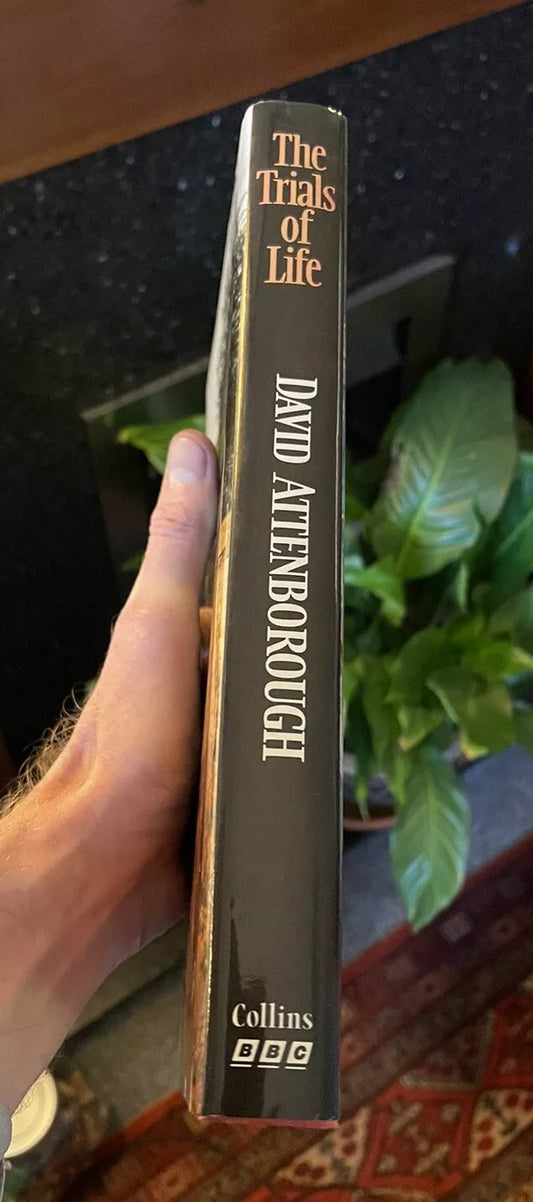 The
Trials
of
Life
DAVID ATTENBOROUGH
Collins
BBC